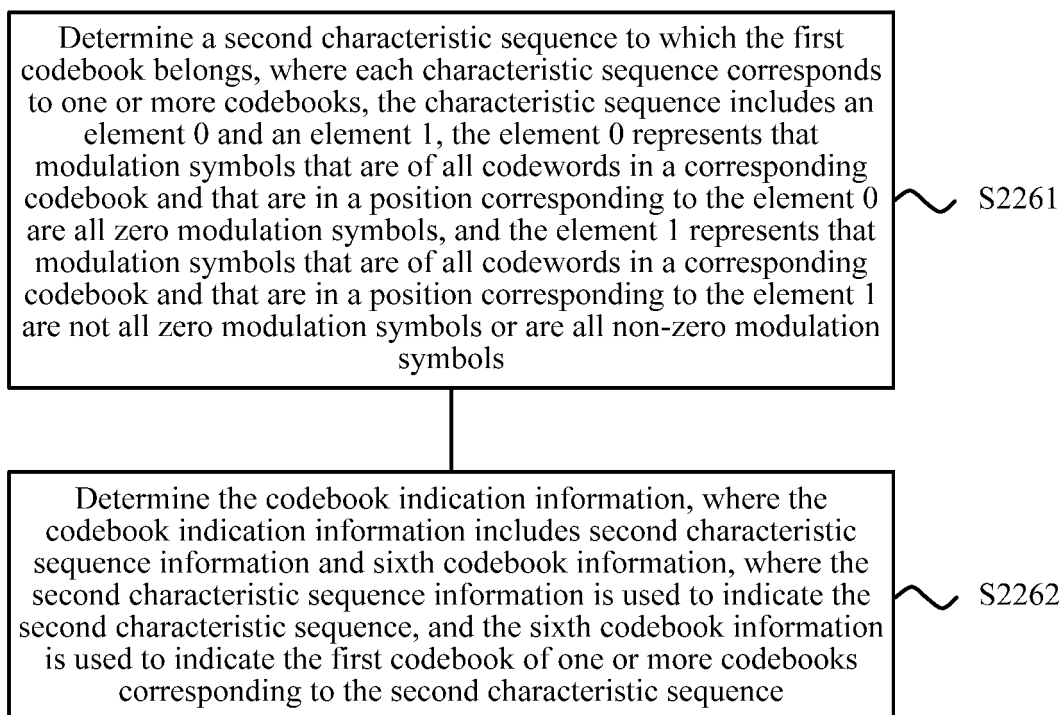 Determine a second characteristic sequence to which the first
codebook belongs, where each characteristic sequence corresponds
to one or more codebooks, the characteristic sequence includes an
element 0 and an element 1, the element 0 represents that
modulation symbols that are of all codewords in a corresponding
codebook and that are in a position corresponding to the element 0
are all zero modulation symbols, and the element 1 represents that
modulation symbols that are of all codewords in a corresponding
codebook and that are in a position corresponding to the element 1
are not all zero modulation symbols or are all non-zero modulation
symbols
S2261
Determine the codebook indication information, where the
codebook indication information includes second characteristic
sequence information and sixth codebook information, where the
second characteristic sequence information is used to indicate the
second characteristic sequence, and the sixth codebook information
is used to indicate the first codebook of one or more codebooks
corresponding to the second characteristic sequence
S2262